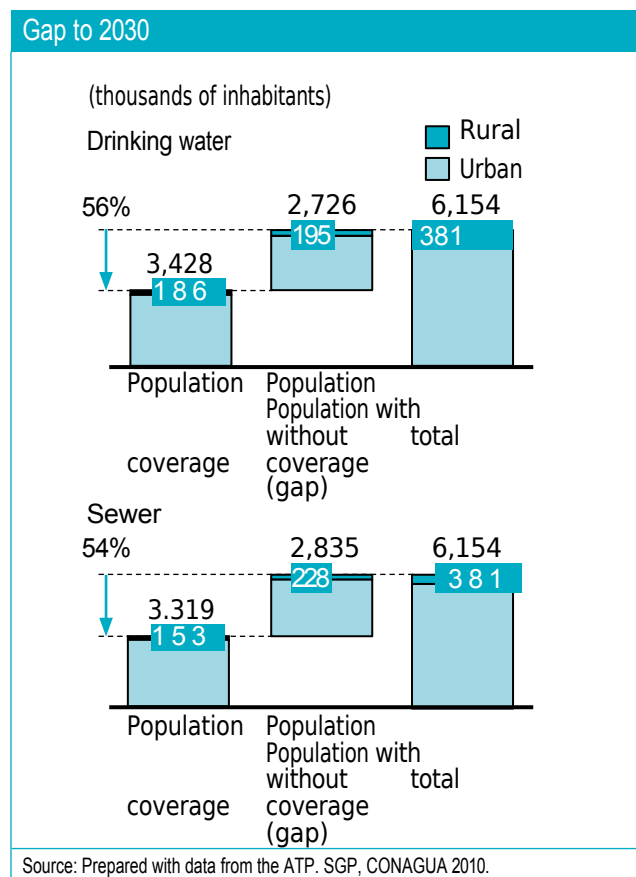 Gap to 2030
(thousands of inhabitants)
Drinking water
Rural
Urban
56%
2,726
6,154
195
381
3,428
186
Population
Population
Population with
without
total
coverage
coverage
(gap)
Sewer
54%
2,835
6,154
228
381
3.319
153
Population
Population
Population with
without
total
coverage
coverage
(gap)
Source: Prepared with data from the ATP. SGP, CONAGUA 2010.